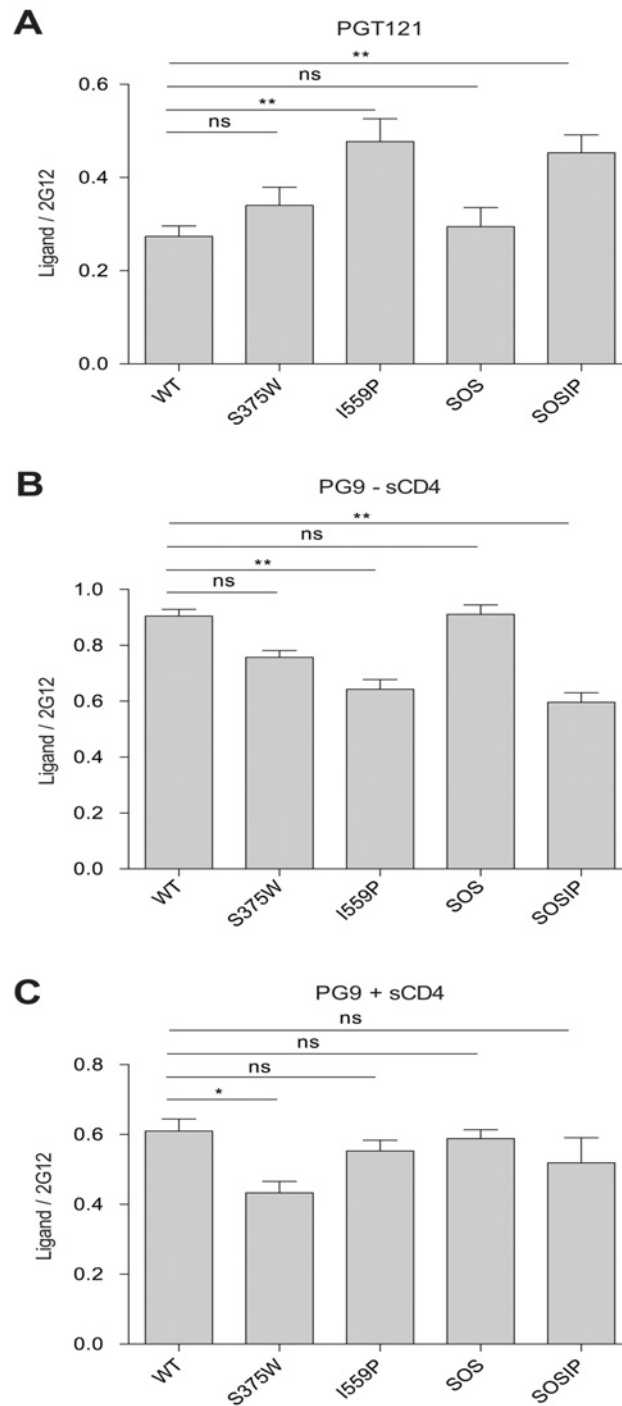 A
PGT121
**
ns
**
ns
Ligand / 2G12
0.6
0.4
0.2
0.0
WT
S375W
I559P
SOS
SOSIP
B
PG9 - sCD4
**
ns
**
ns
Ligand / 2G12
1.0
0.8
0.6
0.4
0.2
0.0
WT
S375W
I559P
SOS
SOSIP
C
PG9 + sCD4
ns
ns
ns
*
Ligand / 2G12
0.8
0.6
0.4
0.2
0.0
WT
S375W
I559P
SOS
SOSIP